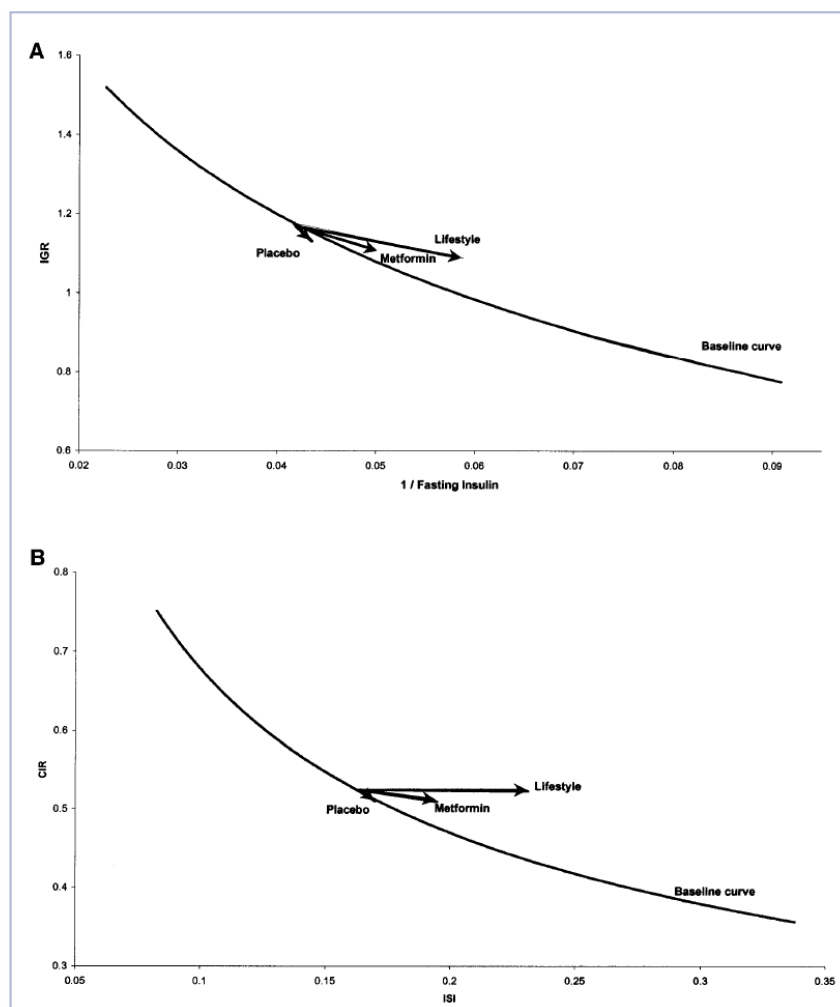 A
1.6
1.4
1.2
1
0.8
0.6
IGR
Placebo
Metformin
Lifestyle
Baseline curve
0.02 0.03 0.04 0.05 0.06 0.07 0.08 0.09
1 / Fasting Insulin
B
0.8
0.7
0.6
0.5
0.4
0.3
CIR
Placebo
Metformin
Lifestyle
Baseline curve
0.05 0.1 0.15 0.2 0.25 0.3 0.35
ISI